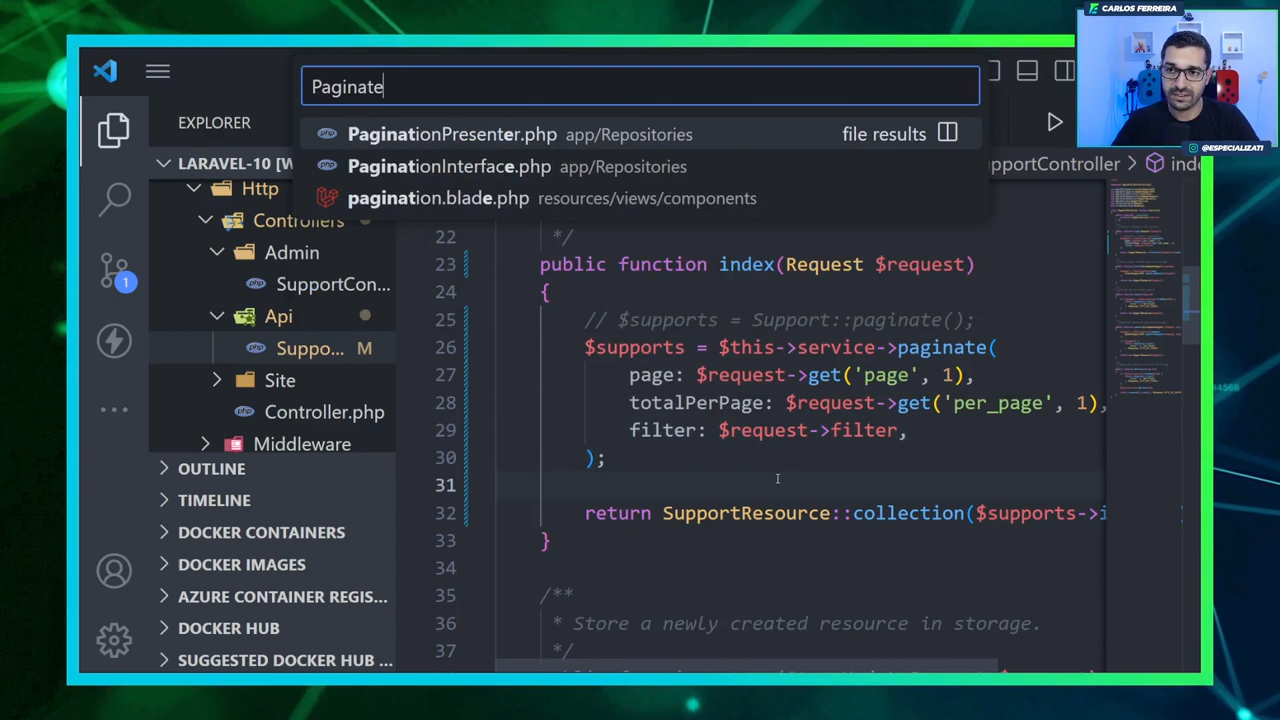 CARLOS FERREIRA
@ESPECIALIZATI
Paginate
PaginationPresenter.php app/Repositories file results
PaginationInterface.php app/Repositories
pagination.blade.php resources/views/components
EXPLORER
LARAVEL-10 [W
Http
Controllers
Admin
SupportCon...
Api
Suppo... M
Site
Controller.php
Middleware
OUTLINE
TIMELINE
DOCKER CONTAINERS
DOCKER IMAGES
AZURE CONTAINER REGIS...
DOCKER HUB
SUGGESTED DOCKER HUB ...
1
upportController > inde
22 */
public function index(Request $request)
24 {
25 // $supports = Support::paginate();
26 $supports = $this->service->paginate(
page: $request->get('page', 1),
28 totalPerPage: $request->get('per_page', 1),
29 filter: $request->filter,
30 );
31
32 return SupportResource::collection($supports->i
33 }
34
35 /**
36 * Store a newly created resource in storage.
37 */